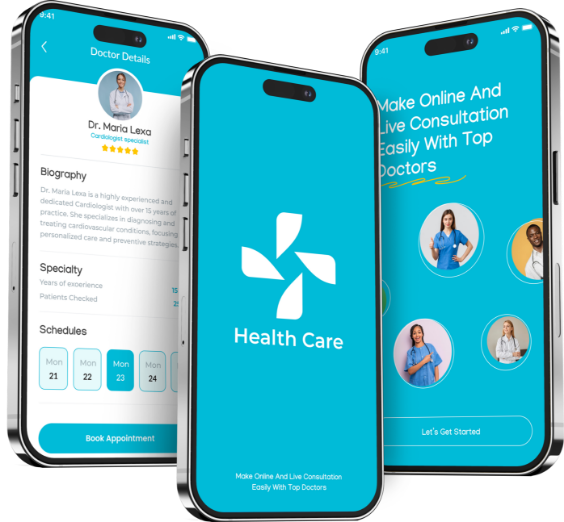 9:41
Doctor Details
Dr. Maria Lexa
Cardiologist specialist
Biography
Dr. Maria Lexa is a highly experienced and
dedicated Cardiologist with over 15 years of
practice. She specializes in diagnosing and
treating cardiovascular conditions, focusing
personalized care and preventive strategies.
Specialty
Years of experience
15
Patients Checked
Schedules
Mon Mon Mon Mon
21 22 23 24
Book Appointment
Health Care
Make Online And Live Consultation
Easily With Top Doctors
9:41
Make Online And
Live Consultation
Easily With Top
Doctors
Let's Get Started